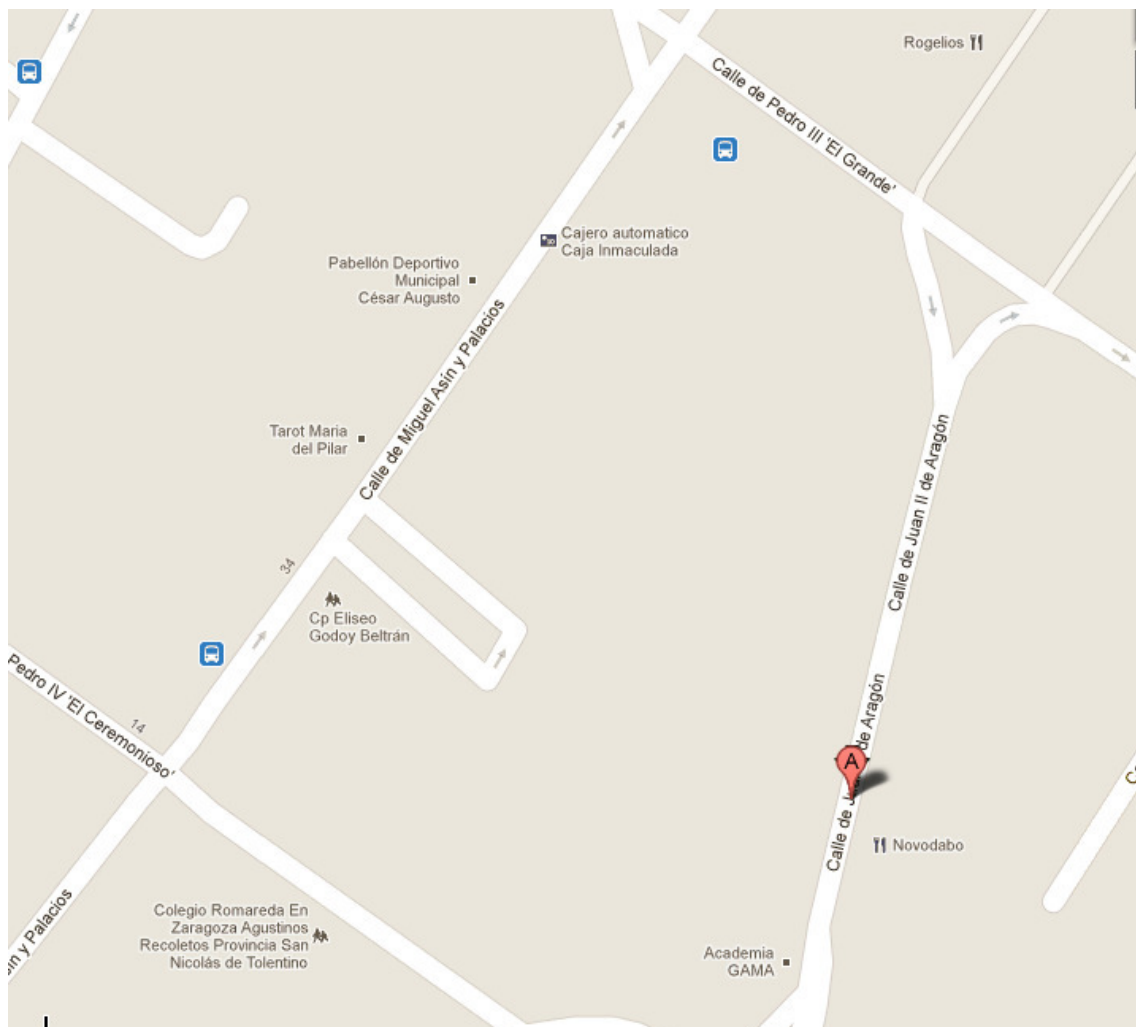 Rogelios
Calle de Pedro III 'El Grande'
Cajero automatico
Caja Inmaculada
Pabellón Deportivo
Municipal
César Augusto
Calle de Miguel Asín y Palacios
Tarot Maria
del Pilar
Calle de Juan II de Aragón
34
Cp Eliseo
Godoy Beltrán
Pedro IV 'El Ceremonioso'
14
de Aragón
A
Calle de
Novodabo
Colegio Romareda En
Zaragoza Agustinos
Recoletos Provincia San
Nicolás de Tolentino
y Palacios
Academia
GAMA